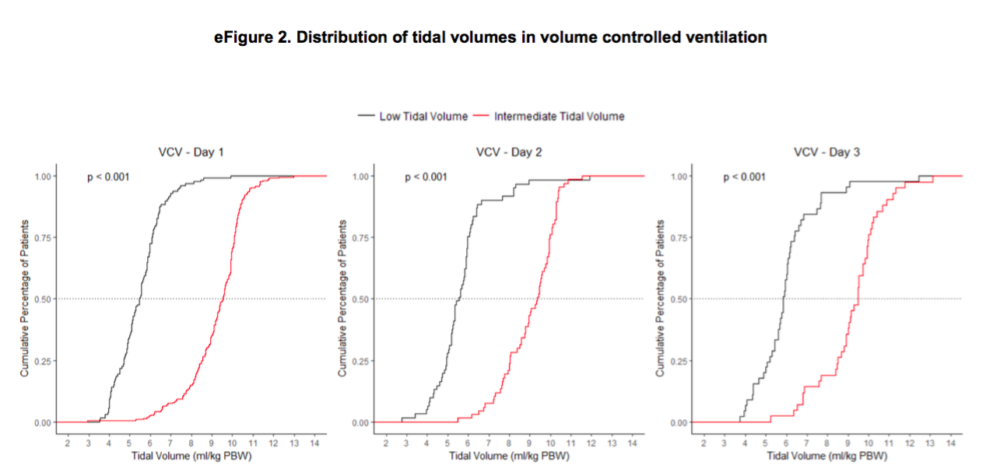 eFigure 2. Distribution of tidal volumes in volume controlled ventilation
Low Tidal Volume Intermediate Tidal Volume
VCV - Day 1
p < 0.001
Cumulative Percentage of Patients
1.00
0.75
0.50
0.25
0.00
2 3 4 5 6 7 8 9 10 11 12 13 14
Tidal Volume (ml/kg PBW)
VCV - Day 2
p < 0.001
Cumulative Percentage of Patients
1.00
0.75
0.50
0.25
0.00
2 3 4 5 6 7 8 9 10 11 12 13 14
Tidal Volume (ml/kg PBW)
VCV - Day 3
p < 0.001
Cumulative Percentage of Patients
1.00
0.75
0.50
0.25
0.00
2 3 4 5 6 7 8 9 10 11 12 13 14
Tidal Volume (ml/kg PBW)